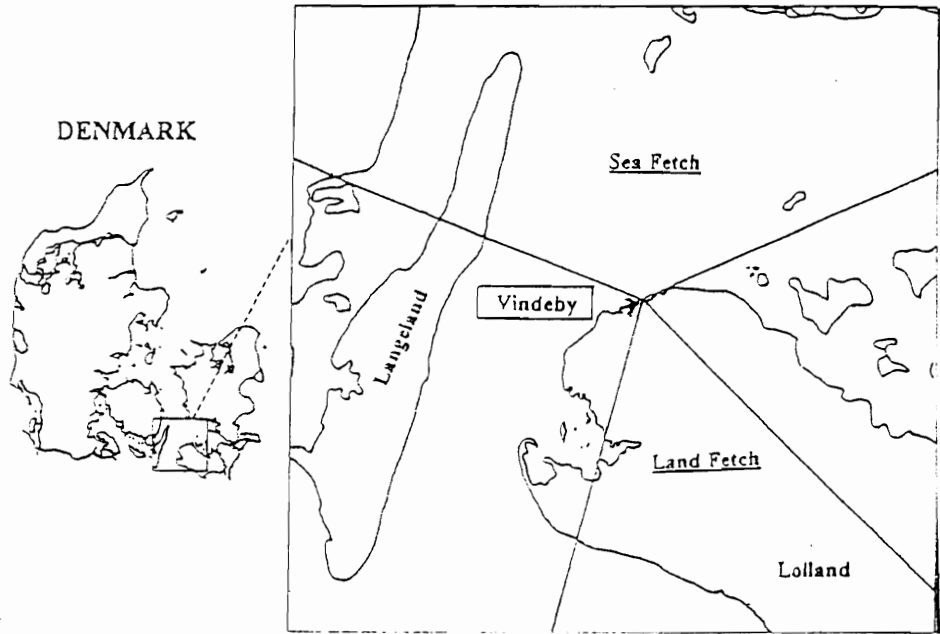 DENMARK
Sea Fetch
Vindeby
Langeland
Land Fetch
Lolland